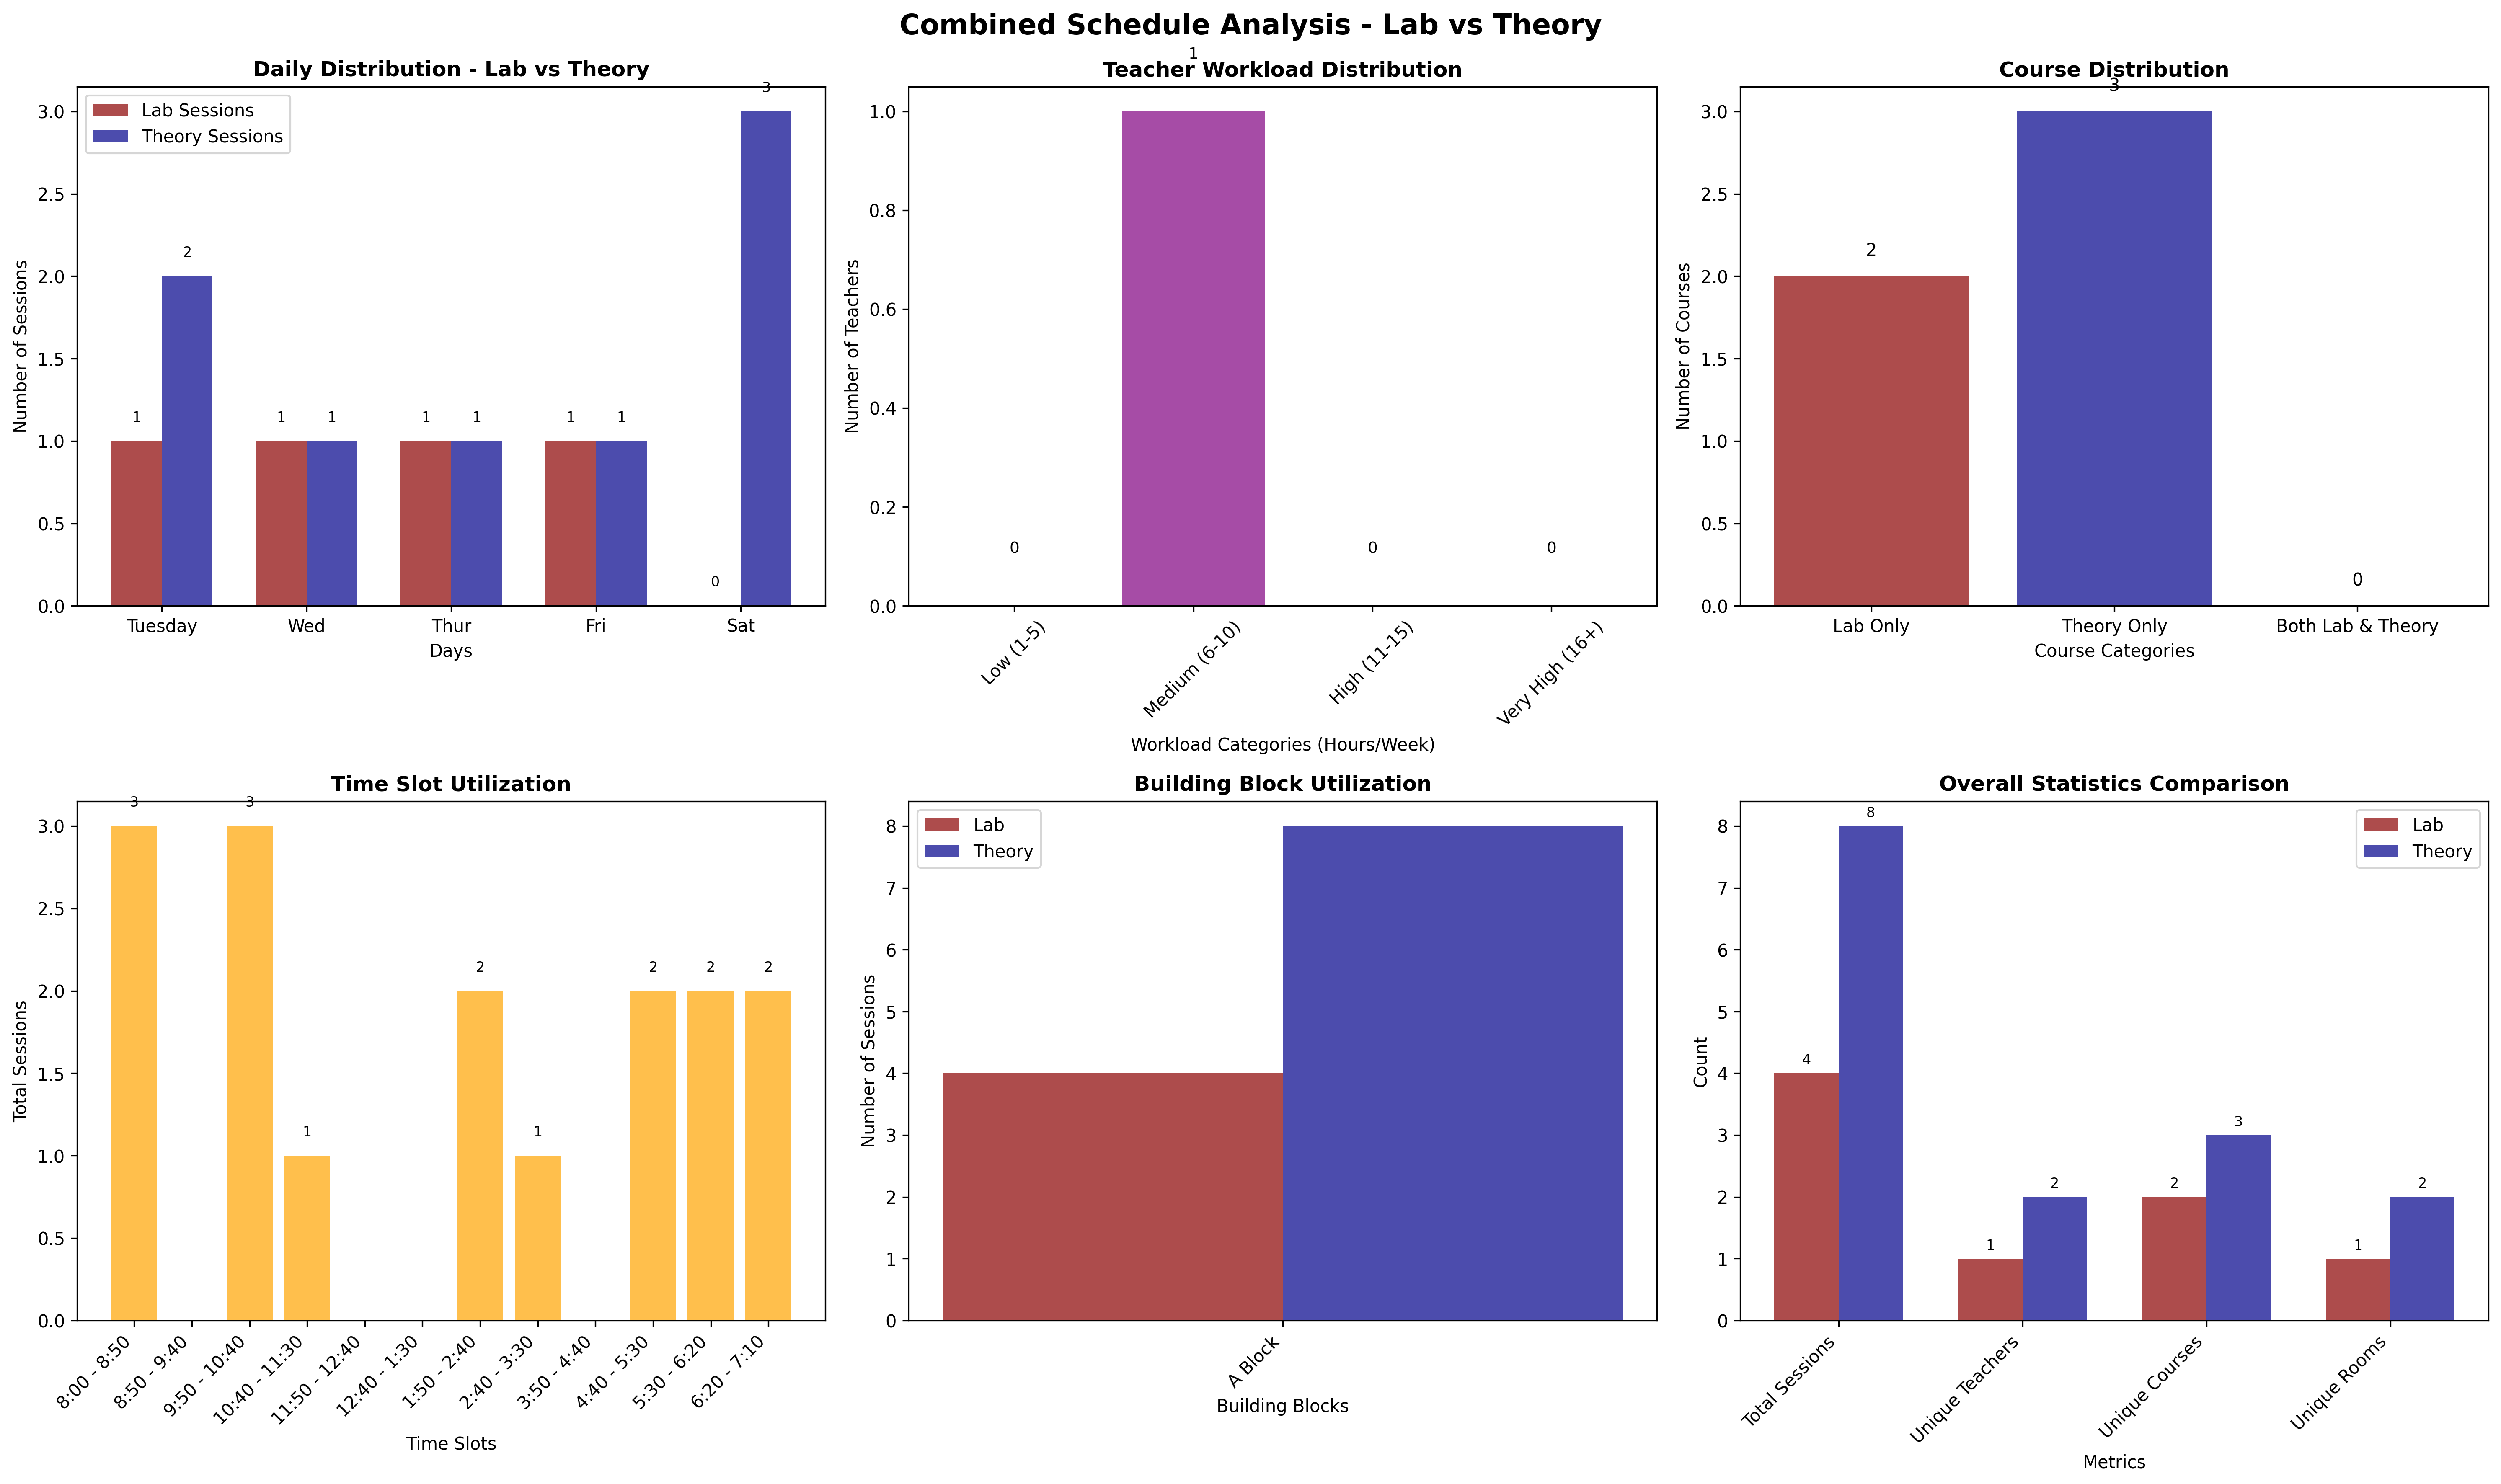 Combined Schedule Analysis - Lab vs Theory
Daily Distribution - Lab vs Theory
Lab Sessions
Theory Sessions
Number of Sessions
3.0
2.5
2.0
1.5
1.0
0.5
0.0
1
2
1
1
1
1
1
1
0
3
Tuesday
Wed
Thur
Fri
Sat
Days
Teacher Workload Distribution
Number of Teachers
1.0
0.8
0.6
0.4
0.2
0.0
0
1
0
0
Low (1-5)
Medium (6-10)
High (11-15)
Very High (16+)
Workload Categories (Hours/Week)
Course Distribution
Number of Courses
3.0
2.5
2.0
1.5
1.0
0.5
0.0
2
3
0
Lab Only
Theory Only
Both Lab & Theory
Course Categories
Time Slot Utilization
Total Sessions
3.0
2.5
2.0
1.5
1.0
0.5
0.0
3
3
1
2
1
2
2
2
8:00 - 8:50
8:50 - 9:40
9:50 - 10:40
10:40 - 11:30
11:50 - 12:40
12:40 - 1:30
1:50 - 2:40
2:40 - 3:30
3:50 - 4:40
4:40 - 5:30
5:30 - 6:20
6:20 - 7:10
Time Slots
Building Block Utilization
Lab
Theory
Number of Sessions
8
7
6
5
4
3
2
1
0
A Block
Building Blocks
Overall Statistics Comparison
Lab
Theory
Count
8
7
6
5
4
3
2
1
0
4
8
1
2
2
3
1
2
Total Sessions
Unique Teachers
Unique Courses
Unique Rooms
Metrics